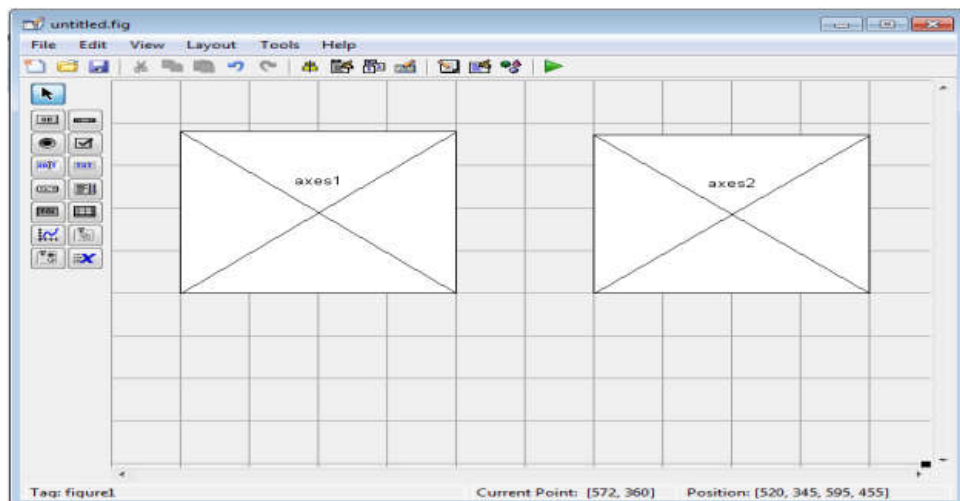 untitled.fig
File Edit View Layout Tools Help
axes1
axes2
Tag: figure1 Current Point: [572, 360] Position: [520, 345, 595, 455]